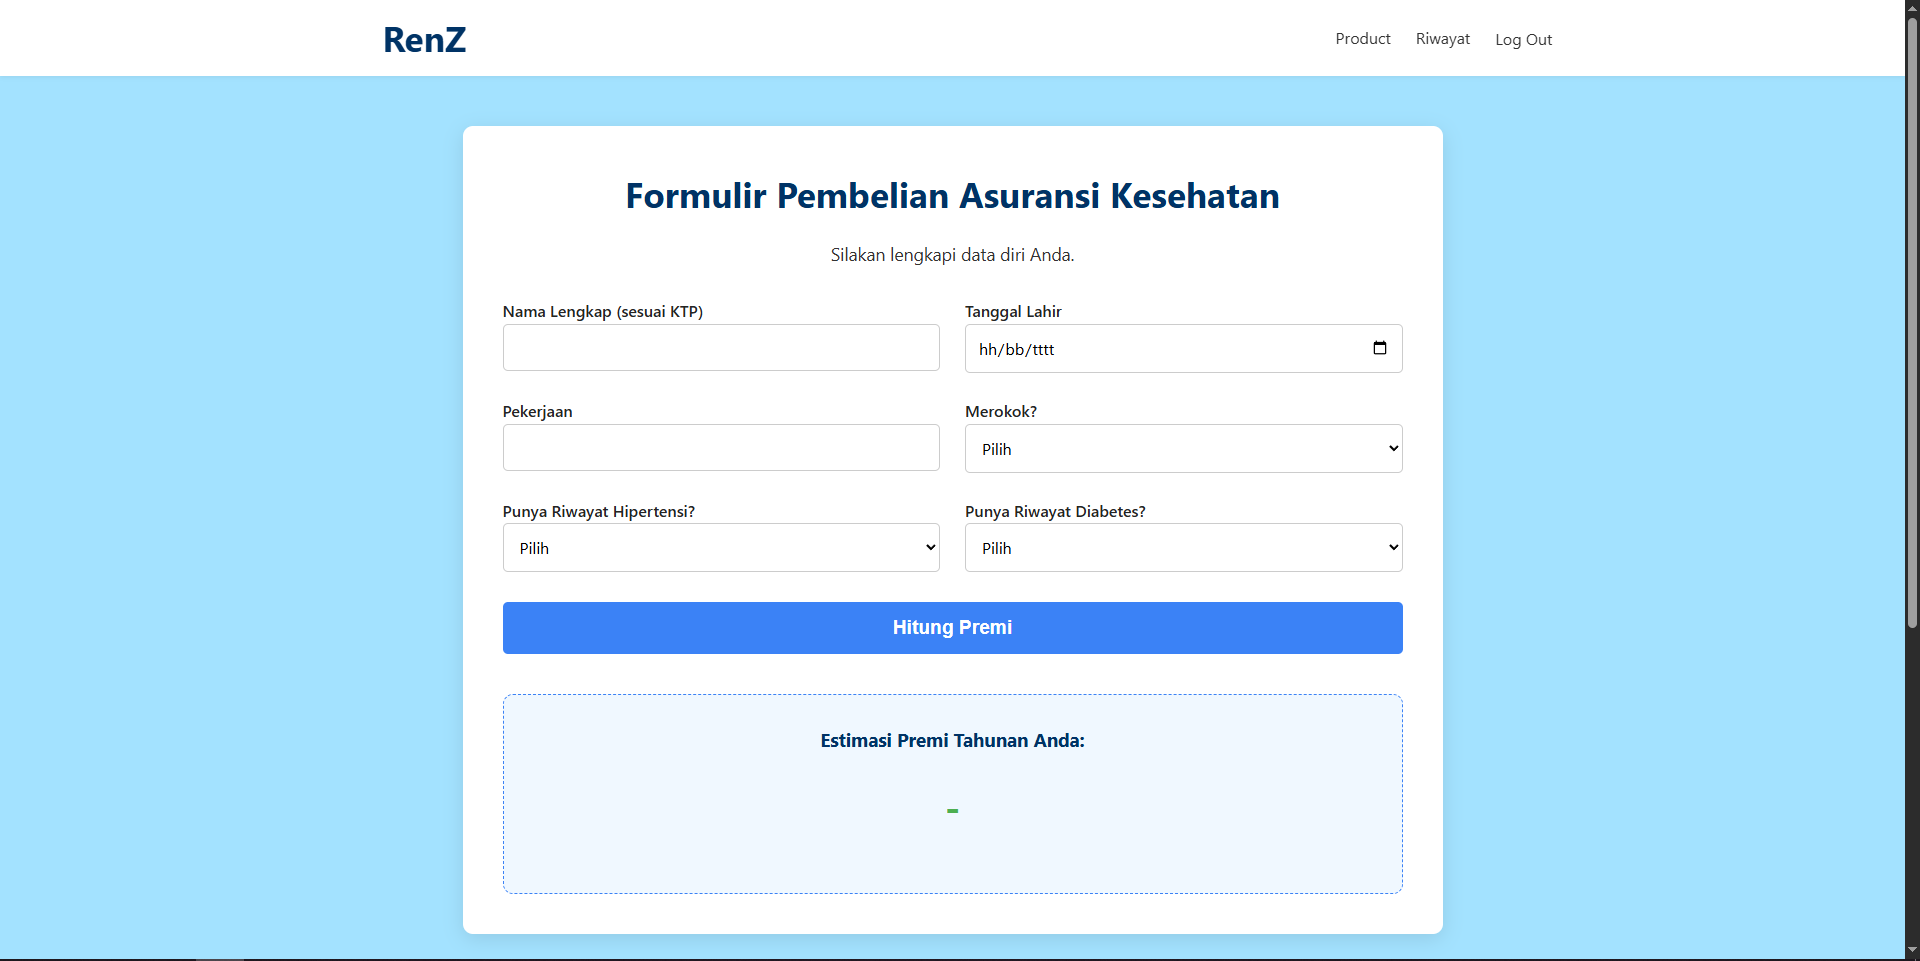 RenZ
Product Riwayat Log Out
Formulir Pembelian Asuransi Kesehatan
Silakan lengkapi data diri Anda.
Nama Lengkap (sesuai KTP) Tanggal Lahir
hh/bb/tttt
Pekerjaan Merokok?
Pilih
Punya Riwayat Hipertensi? Punya Riwayat Diabetes?
Pilih Pilih
Hitung Premi
Estimasi Premi Tahunan Anda:
-